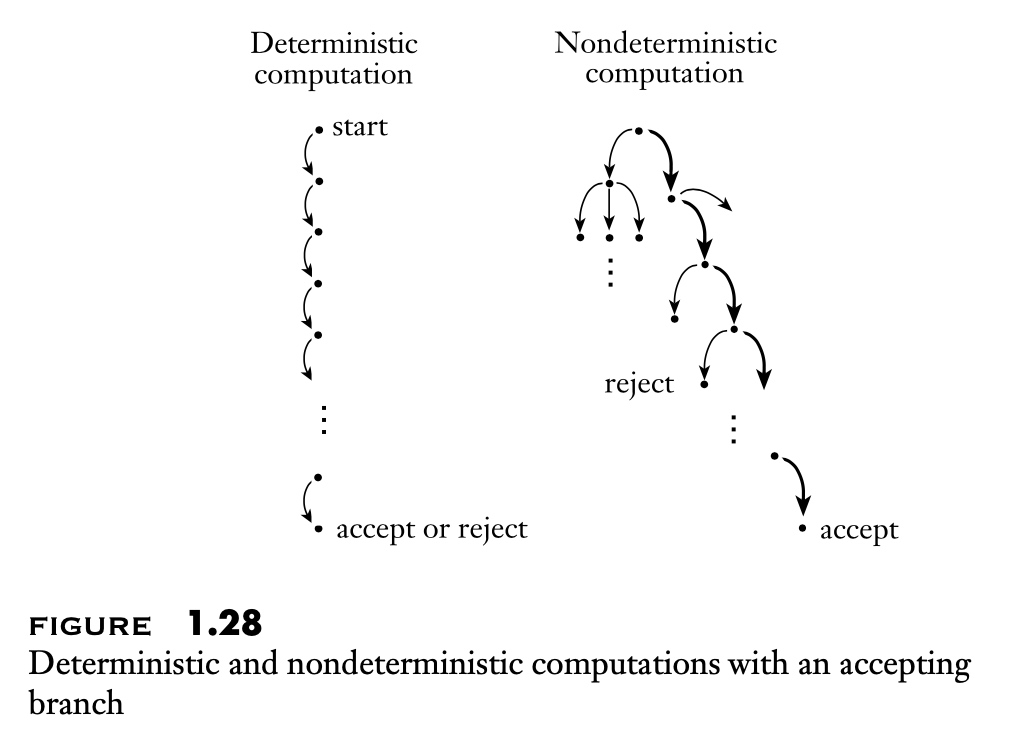 Deterministic
computation
Nondeterministic
computation
start
reject
accept or reject
accept
FIGURE 1.28
Deterministic and nondeterministic computations with an accepting
branch